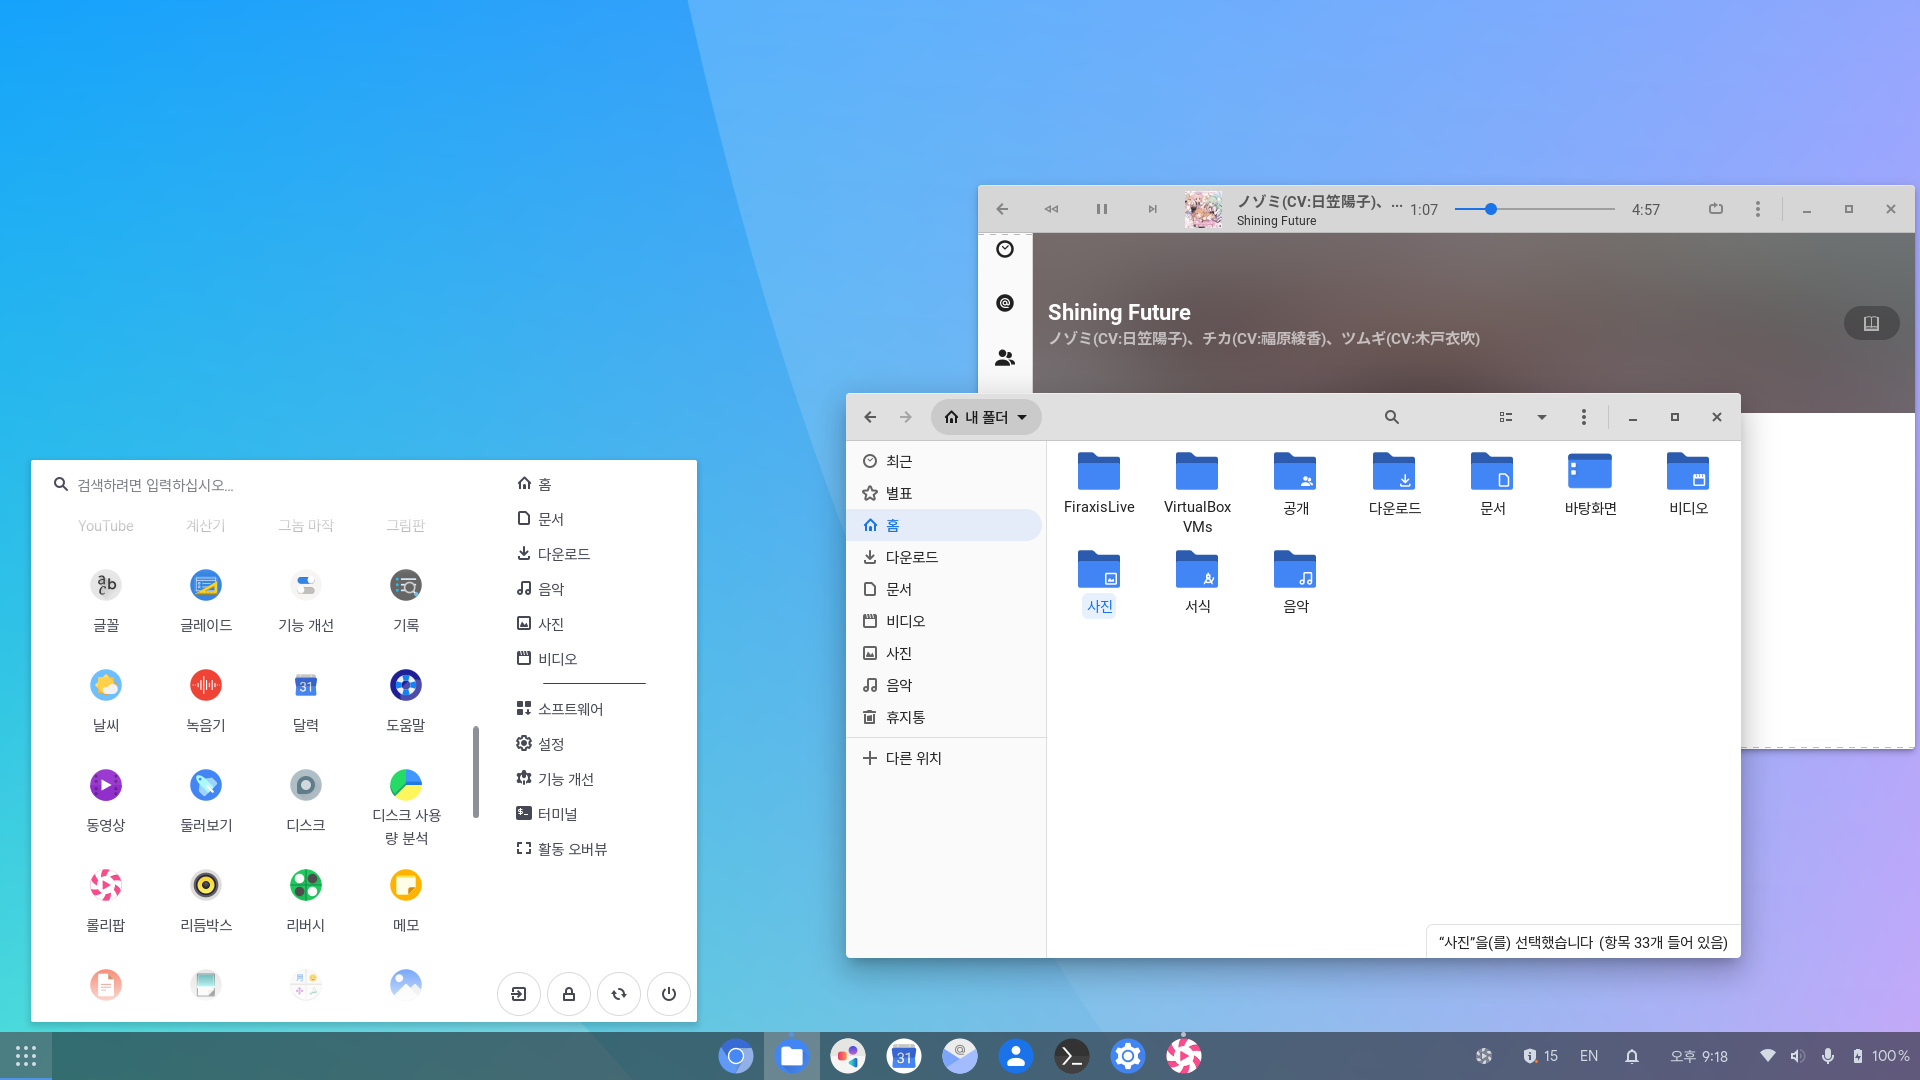 ノゾミ(CV:日笠陽子)、...
Shining Future
1:07
4:57
Shining Future
ノゾミ(CV:日笠陽子)、チカ(CV:福原綾香)、ツムギ(CV:木戸衣吹)
내 폴더
최근
별표
홈
다운로드
문서
비디오
사진
음악
휴지통
다른 위치
FiraxisLive
VirtualBox
VMs
공개
다운로드
문서
바탕화면
비디오
사진
서식
음악
“사진”을(를) 선택했습니다 (항목 33개 들어 있음)
검색하려면 입력하십시오...
YouTube
계산기
그놈 마작
그림판
글꼴
글레이드
기능 개선
기록
날씨
녹음기
달력
도움말
동영상
둘러보기
디스크
디스크 사용
량 분석
롤리팝
리듬박스
리버시
메모
홈
문서
다운로드
음악
사진
비디오
소프트웨어
설정
기능 개선
터미널
활동 오버뷰
15
EN
오후 9:18
100%